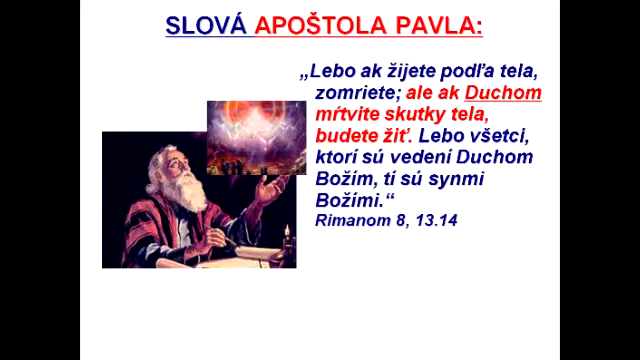 SLOVÁ APOŠTOLA PAVLA:
„Lebo ak žijete podľa tela,
zomriete; ale ak Duchom
mŕtvite skutky tela,
budete žiť. Lebo všetci,
ktorí sú vedení Duchom
Božím, tí sú synmi
Božími.“
Rimanom 8, 13.14